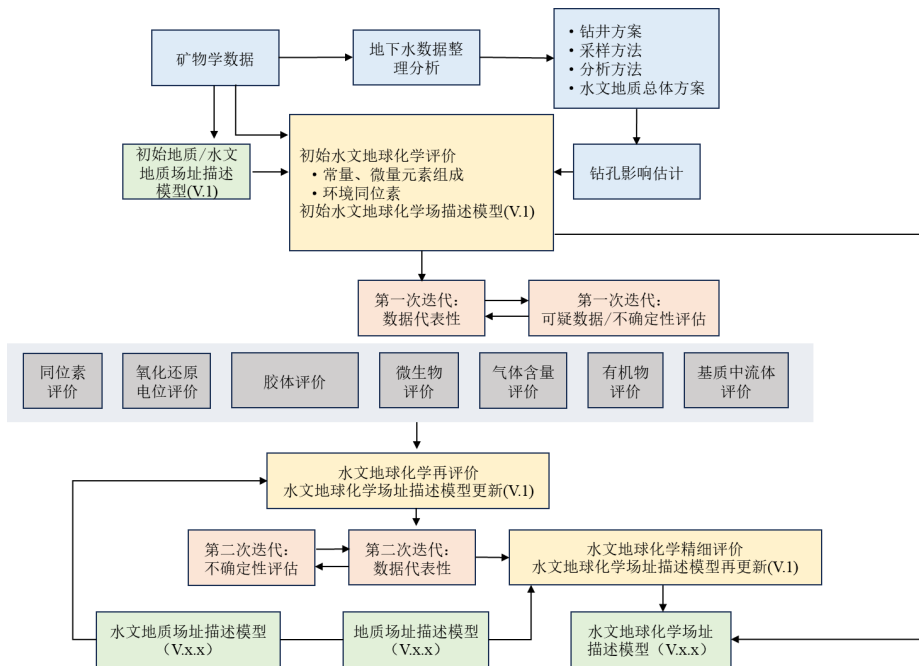 矿物学数据
地下水数据整
理分析
• 钻井方案
• 采样方法
• 分析方法
• 水文地质总体方案
初始地质/水文
地质场址描述
模型(V.1)
初始水文地球化学评价
• 常量、微量元素组成
• 环境同位素
初始水文地球化学场描述模型(V.1)
钻孔影响估计
第一次迭代：
数据代表性
第一次迭代：
可疑数据/不确定性评估
同位素
评价
氧化还原
电位评价
胶体评价
微生物
评价
气体含量
评价
有机物
评价
基质中流体
评价
水文地球化学再评价
水文地球化学场址描述模型更新(V.1)
第二次迭代：
不确定性评估
第二次迭代：
数据代表性
水文地球化学精细评价
水文地球化学场址描述模型再更新(V.1)
水文地质场址描述模型
（V.x.x）
地质场址描述模型
（V.x.x）
水文地球化学场址
描述模型（V.x.x）